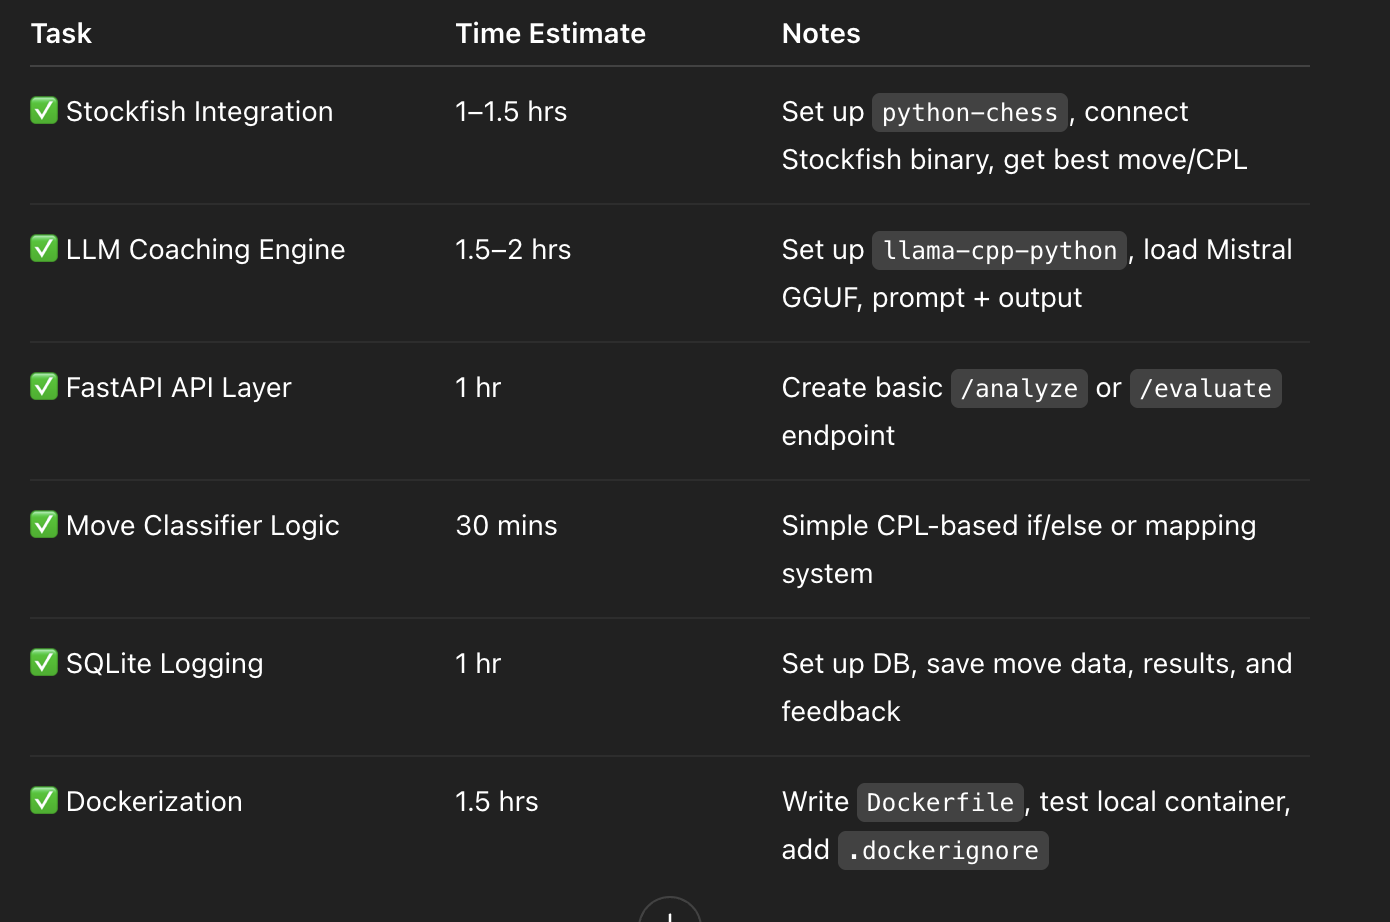 Task Time Estimate Notes
✅ Stockfish Integration 1–1.5 hrs Set up python-chess, connect
Stockfish binary, get best move/CPL
✅ LLM Coaching Engine 1.5–2 hrs Set up llama-cpp-python, load Mistral
GGUF, prompt + output
✅ FastAPI API Layer 1 hr Create basic /analyze or /evaluate
endpoint
✅ Move Classifier Logic 30 mins Simple CPL-based if/else or mapping
system
✅ SQLite Logging 1 hr Set up DB, save move data, results, and
feedback
✅ Dockerization 1.5 hrs Write Dockerfile, test local container,
add .dockerignore